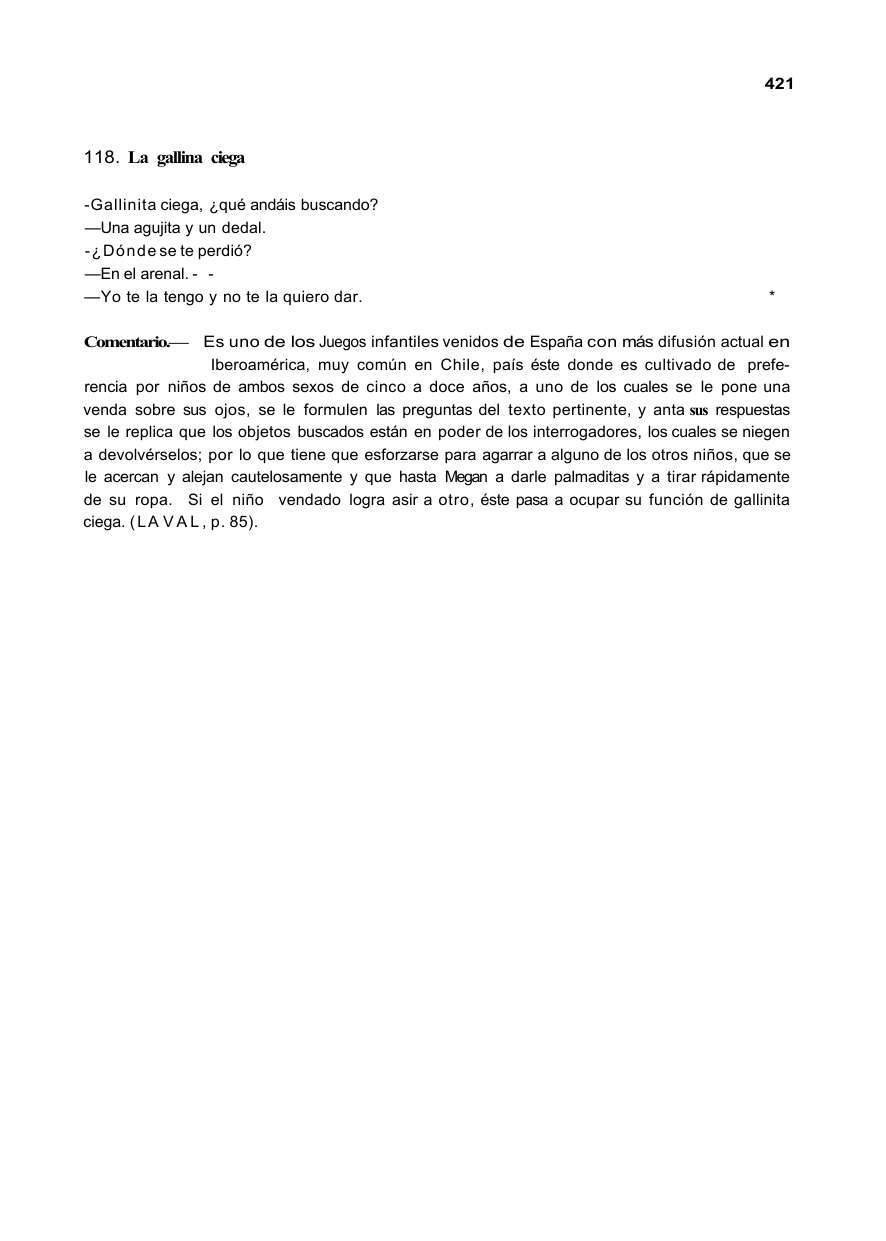 421
118. La gallina ciega
-Gallinita ciega, ¿qué andáis buscando?
—Una agujita y un dedal.
-¿Dónde se te perdió?
—En el arenal. - -
—Yo te la tengo y no te la quiero dar. *
Comentario.— Es uno de los Juegos infantiles venidos de España con más difusión actual en
Iberoamérica, muy común en Chile, país éste donde es cultivado de prefe-
rencia por niños de ambos sexos de cinco a doce años, a uno de los cuales se le pone una
venda sobre sus ojos, se le formulen las preguntas del texto pertinente, y anta sus respuestas
se le replica que los objetos buscados están en poder de los interrogadores, los cuales se niegen
a devolvérselos; por lo que tiene que esforzarse para agarrar a alguno de los otros niños, que se
le acercan y alejan cautelosamente y que hasta Megan a darle palmaditas y a tirar rápidamente
de su ropa. Si el niño vendado logra asir a otro, éste pasa a ocupar su función de gallinita
ciega. (LAVAL, p. 85).